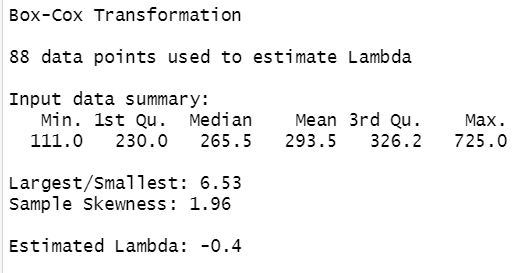 Box-Cox Transformation
88 data points used to estimate Lambda
Input data summary:
Min. 1st Qu. Median Mean 3rd Qu. Max.
111.0 230.0 265.5 293.5 326.2 725.0
Largest/Smallest: 6.53
Sample Skewness: 1.96
Estimated Lambda: -0.4